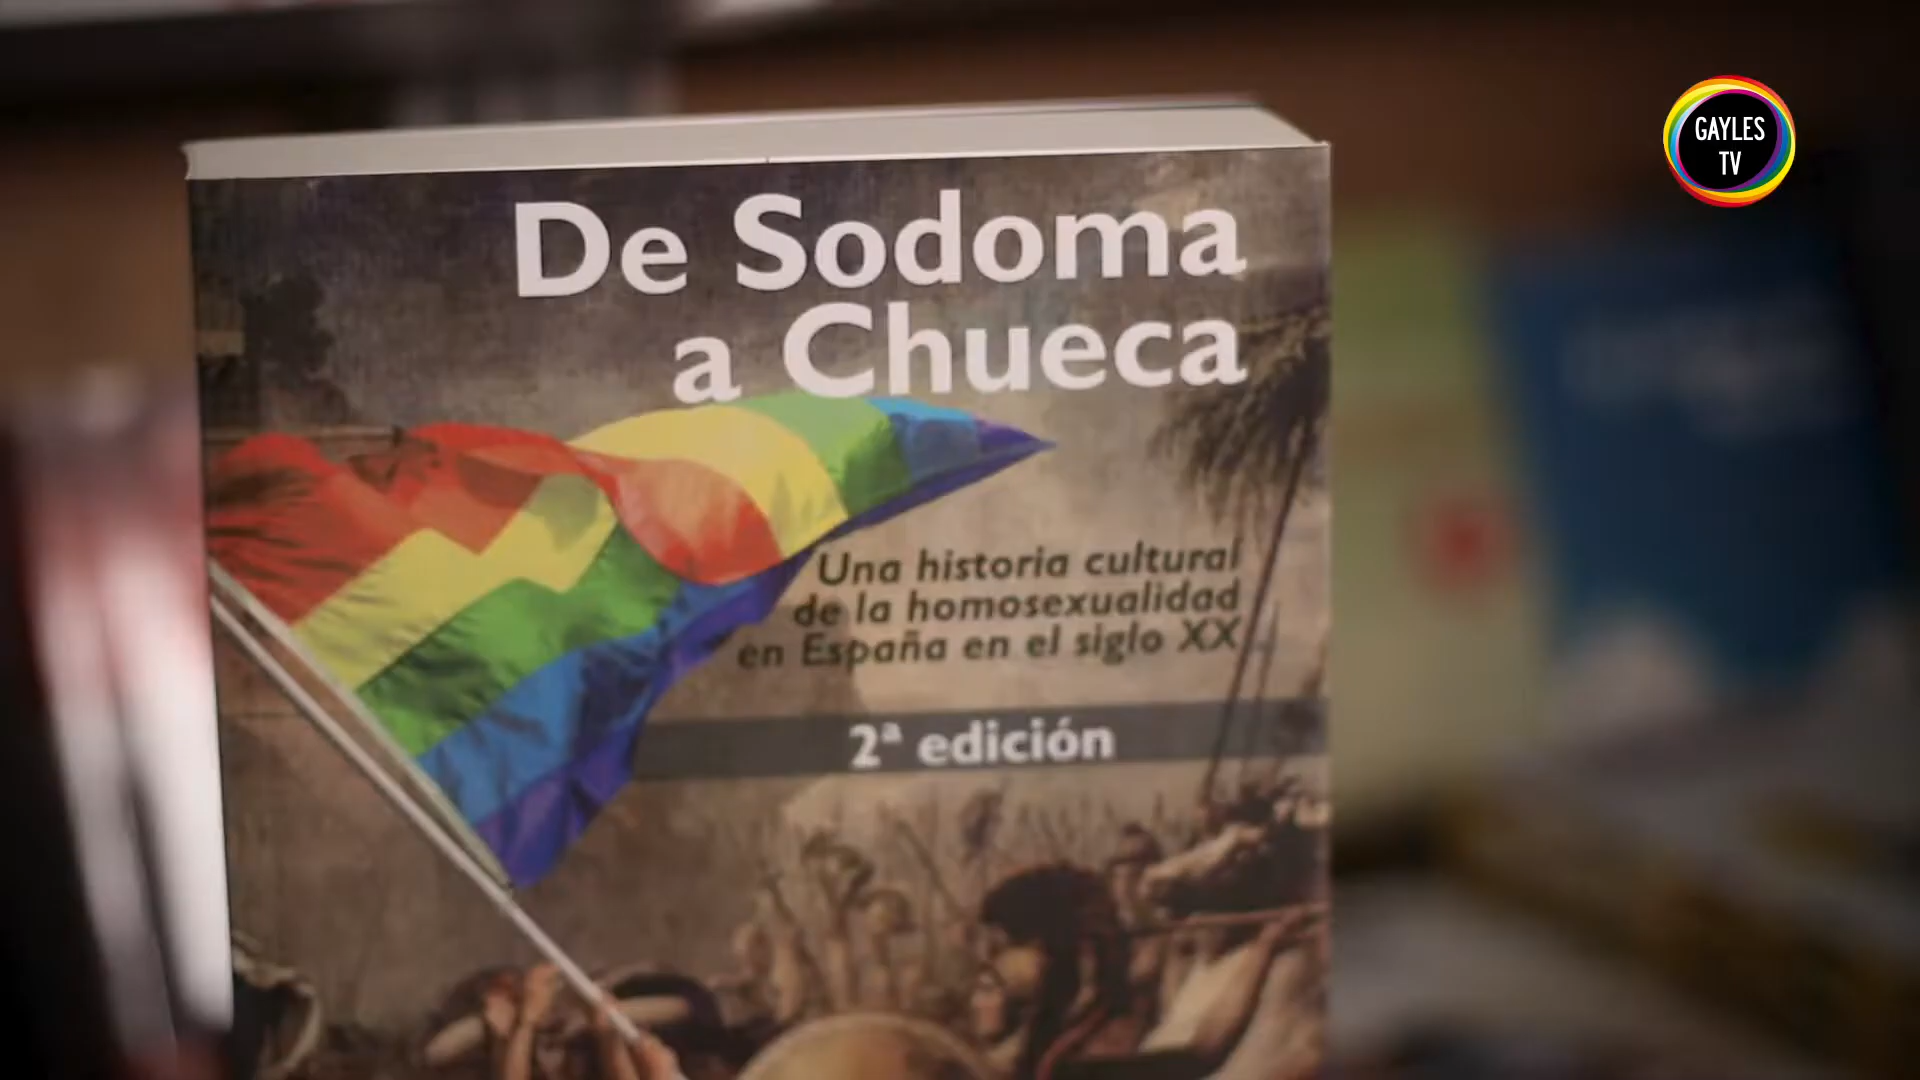 De Sodoma
a Chueca
Una historia cultural
de la homosexualidad
en España en el siglo XX
2ª edición
GAYLES
TV